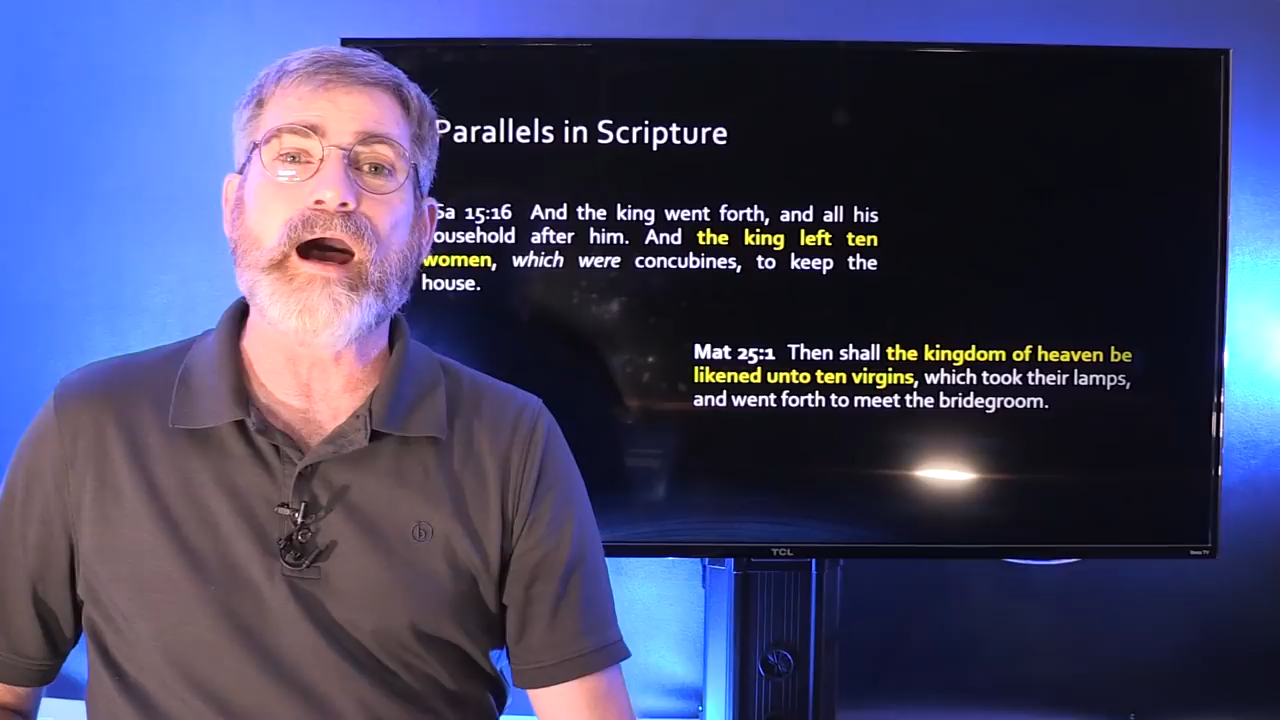 Parallels in Scripture
Sa 15:16 And the king went forth, and all his
ousehold after him. And the king left ten
women, which were concubines, to keep the
house.
Mat 25:1 Then shall the kingdom of heaven be
likened unto ten virgins, which took their lamps,
and went forth to meet the bridegroom.
TCL
Roku TV